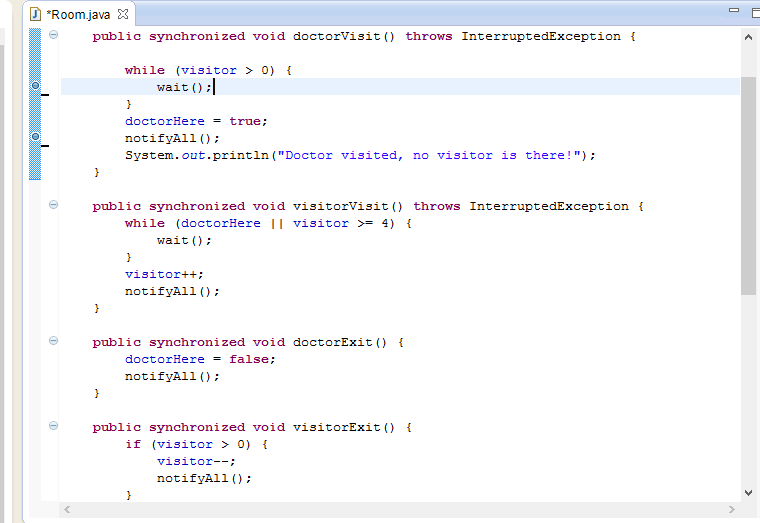 *Room.java
public synchronized void doctorVisit() throws InterruptedException {
while (visitor > 0) {
wait();
}
doctorHere = true;
notifyAll();
System.out.println("Doctor visited, no visitor is there!");
}
public synchronized void visitorVisit() throws InterruptedException {
while (doctorHere || visitor >= 4) {
wait();
}
visitor++;
notifyAll();
}
public synchronized void doctorExit() {
doctorHere = false;
notifyAll();
}
public synchronized void visitorExit() {
if (visitor > 0) {
visitor--;
notifyAll();
}